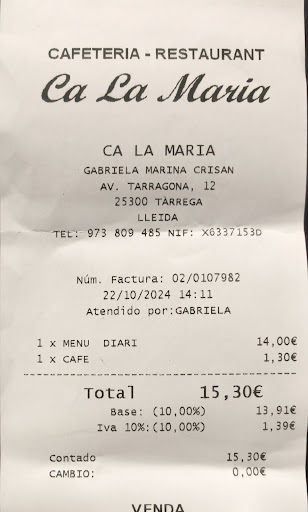 CAFETERIA - RESTAURANT
Ca La Maria
CA LA MARIA
GABRIELA MARINA CRISAN
AV. TARRAGONA, 12
25300 TÀRREGA
LLEIDA
TEL: 973 809 485 NIF: X6337153D
Núm. Factura: 02/0107982
22/10/2024 14:11
Atendido por:GABRIELA
1 x MENU DIARI 14,00€
1 x CAFE 1,30€
Total 15,30€
Base: (10,00%) 13,91€
Iva 10%:(10,00%) 1,39€
Contado 15,30€
CAMBIO: 0,00€
VENDA